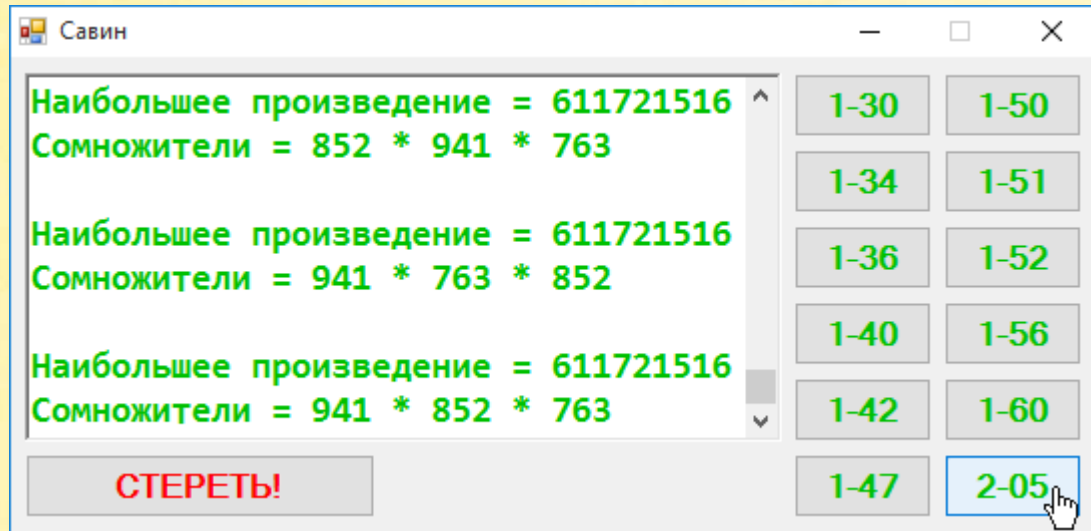 Савин
Наибольшее произведение = 611721516
Сомножители = 852 * 941 * 763
Наибольшее произведение = 611721516
Сомножители = 941 * 763 * 852
Наибольшее произведение = 611721516
Сомножители = 941 * 852 * 763
СТЕРЕТЬ!
1-30 1-50
1-34 1-51
1-36 1-52
1-40 1-56
1-42 1-60
1-47 2-05